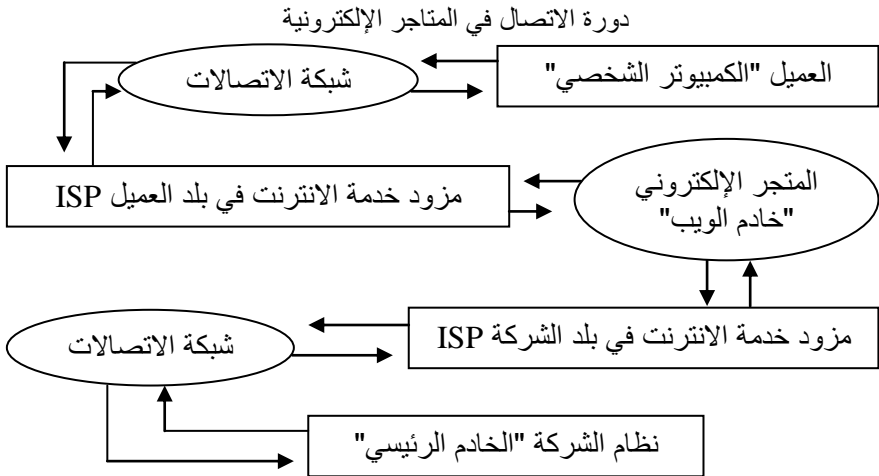 دورة الاتصال في المتاجر الإلكترونية
العميل "الكمبيوتر الشخصي"
شبكة الاتصالات
مزود خدمة الانترنت في بلد العميل ISP
المتجر الإلكتروني
"خادم الويب"
مزود خدمة الانترنت في بلد الشركة ISP
شبكة الاتصالات
نظام الشركة "الخادم الرئيسي"